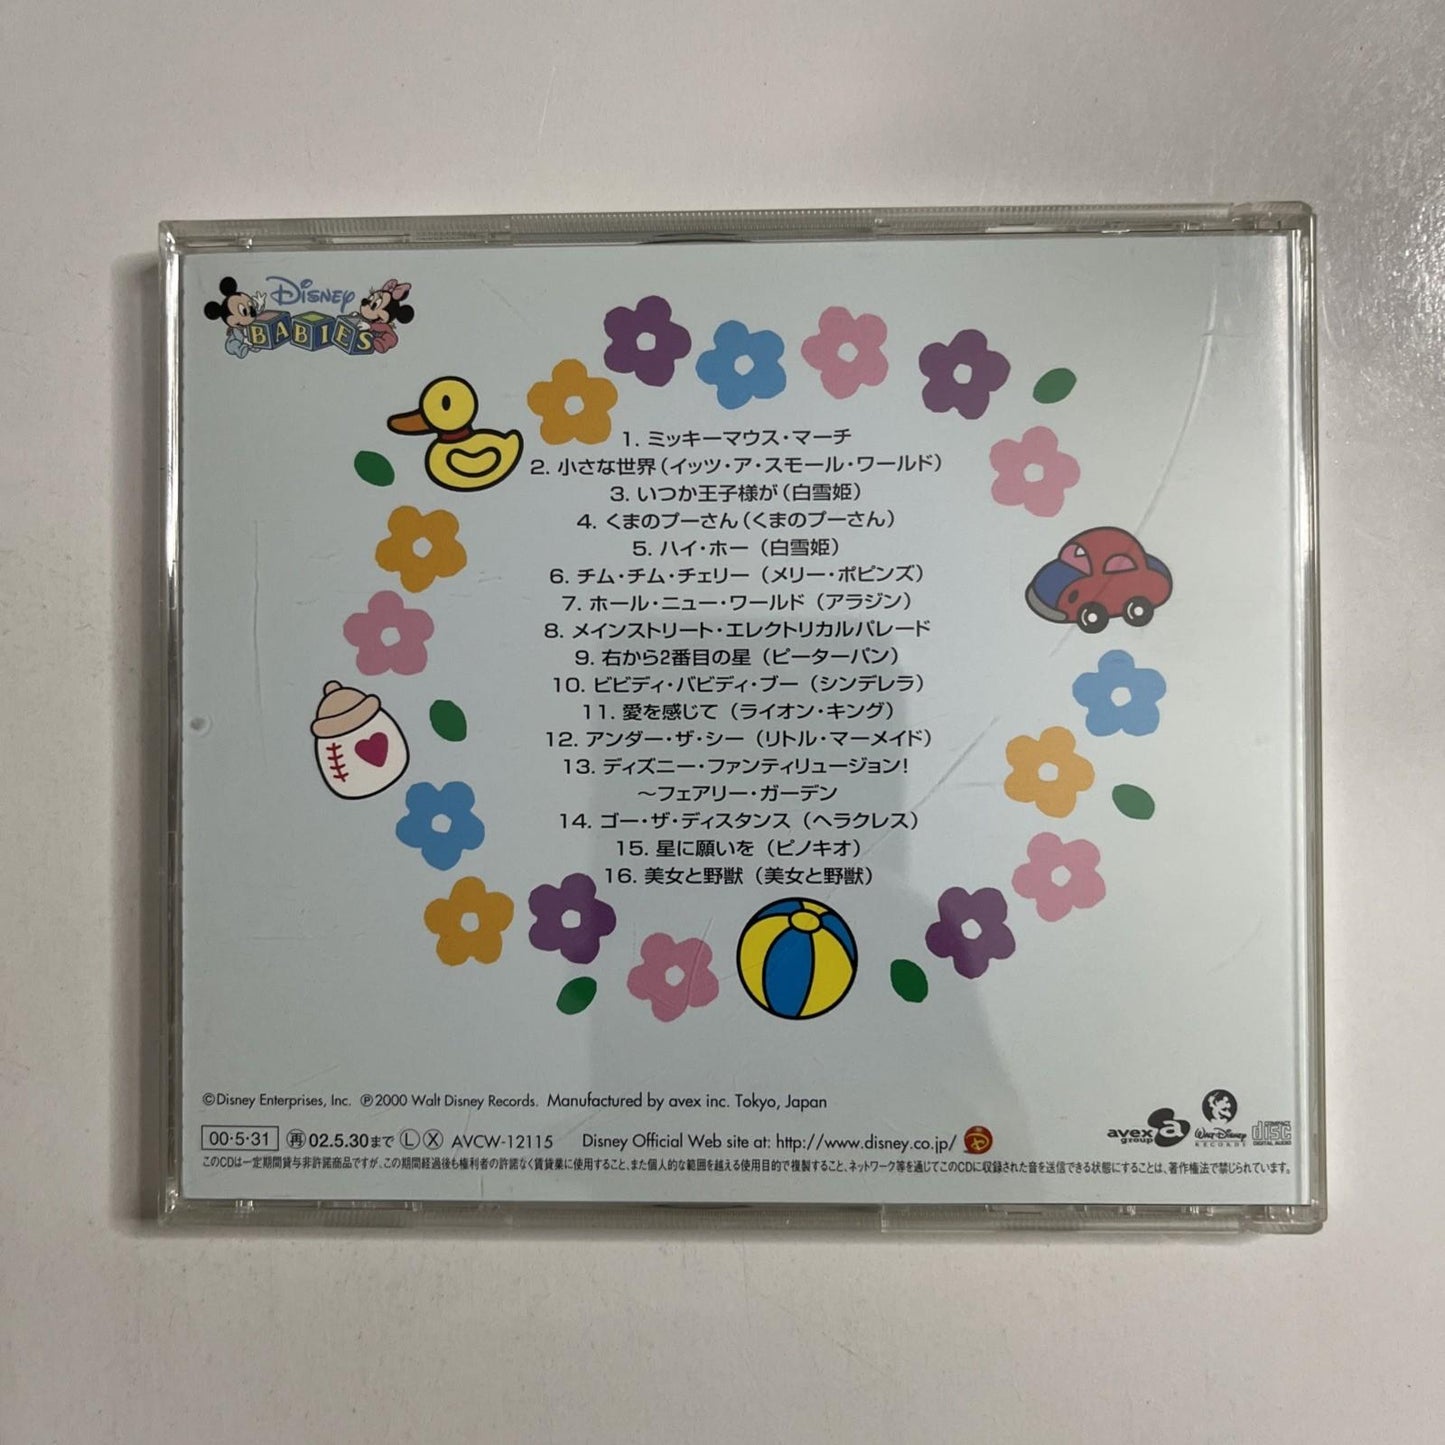 Disney
BABIES
1. ミッキーマウス・マーチ
2. 小さな世界(イッツ・ア・スモール・ワールド)
3. いつか王子様が(白雪姫)
4. くまのプーさん(くまのプーさん)
5. ハイ・ホー (白雪姫)
6. チム・チム・チェリー (メリー・ポピンズ)
7. ホール・ニュー・ワールド (アラジン)
8. メインストリート・エレクトリカルパレード
9. 右から2番目の星 (ピーターパン)
10. ビビディ・バビディ・ブー (シンデレラ)
11. 愛を感じて (ライオン・キング)
12. アンダー・ザ・シー (リトル・マーメイド)
13. ディズニー・ファンティリュージョン!
～フェアリー・ガーデン
14. ゴー・ザ・ディスタンス (ヘラクレス)
15. 星に願いを (ピノキオ)
16. 美女と野獣 (美女と野獣)
©Disney Enterprises, Inc. ℗2000 Walt Disney Records. Manufactured by avex inc. Tokyo, Japan
00・5・31 再02.5.30まで Ⓛ Ⓧ AVCW-12115 Disney Official Web site at: http://www.disney.co.jp/
avex group Walt Disney RECORDS COMPACT disc DIGITAL AUDIO
このCDは一定期間貸与非許諾商品ですが、この期間経過後も権利者の許諾なく賃貸業に使用すること、また個人的な範囲を越える使用目的で複製すること、ネットワーク等を通じてこのCDに収録された音を送信できる状態にすることは、著作権法で禁じられています。